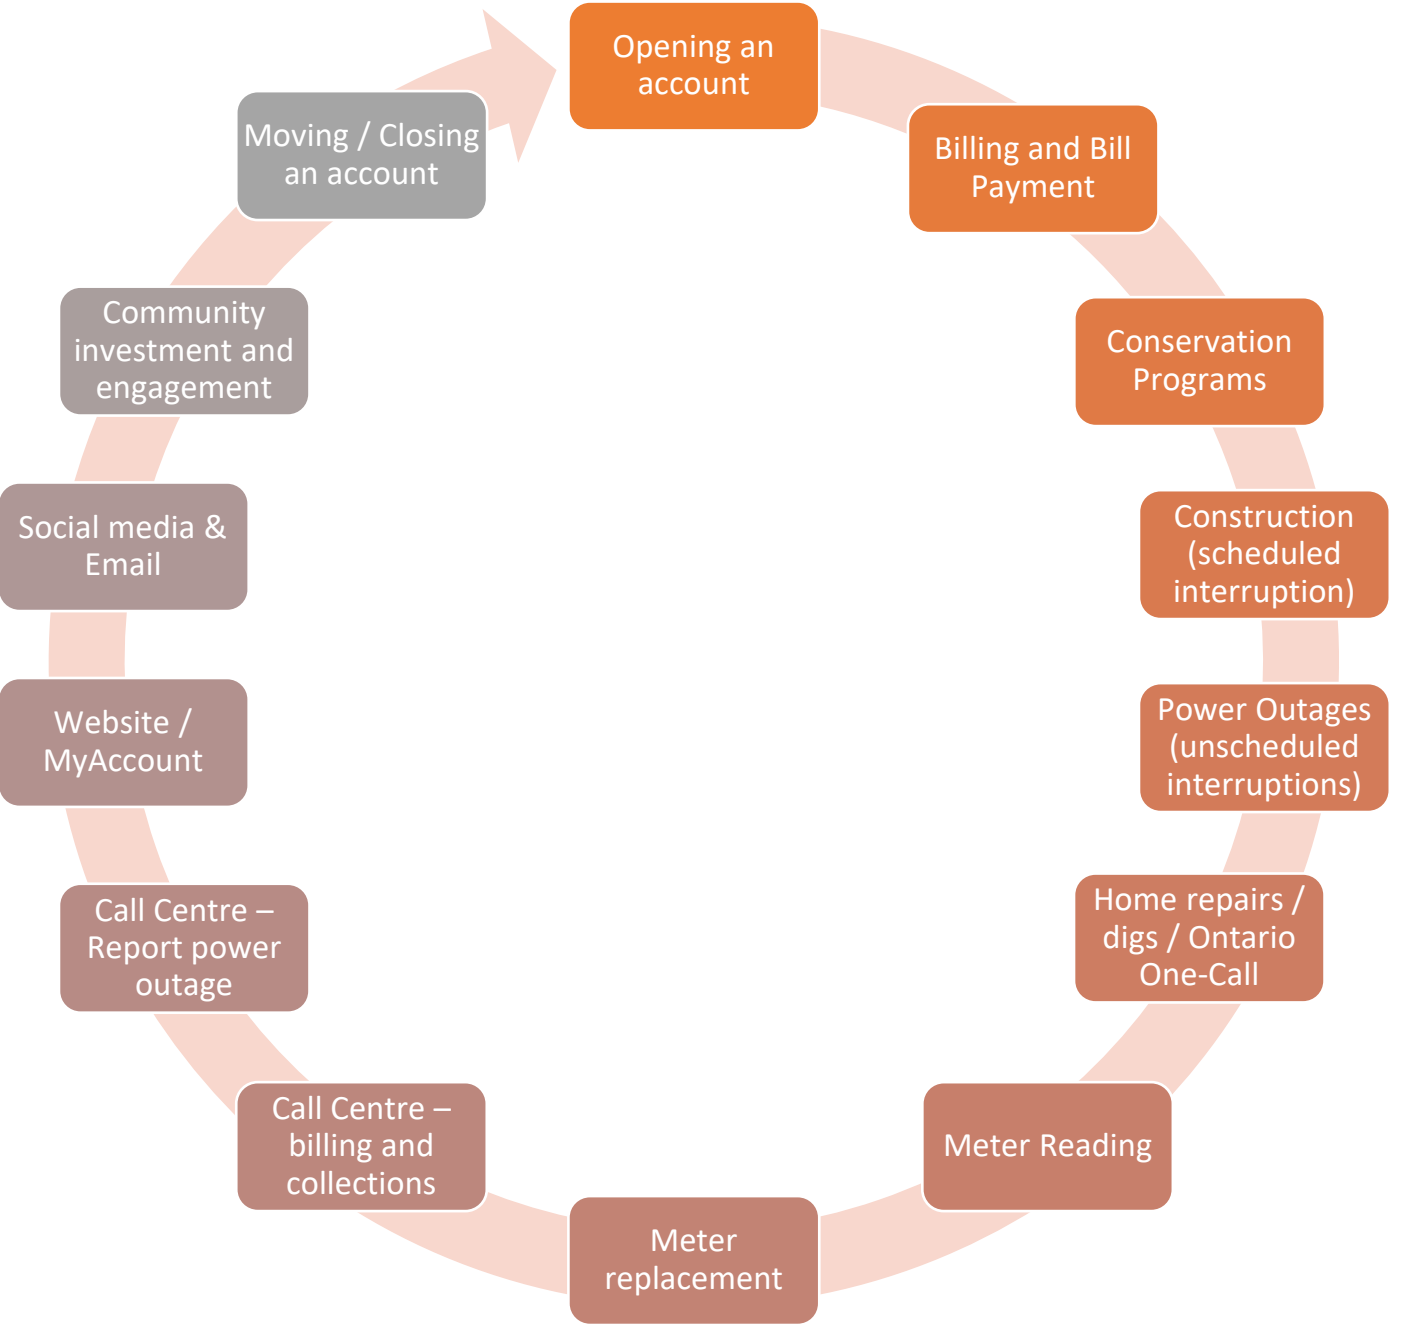 Opening an
account
Billing and Bill
Payment
Conservation
Programs
Construction
(scheduled
interruption)
Power Outages
(unscheduled
interruptions)
Home repairs /
digs / Ontario
One-Call
Meter Reading
Meter
replacement
Call Centre –
billing and
collections
Call Centre –
Report power
outage
Website /
MyAccount
Social media &
Email
Community
investment and
engagement
Moving / Closing
an account